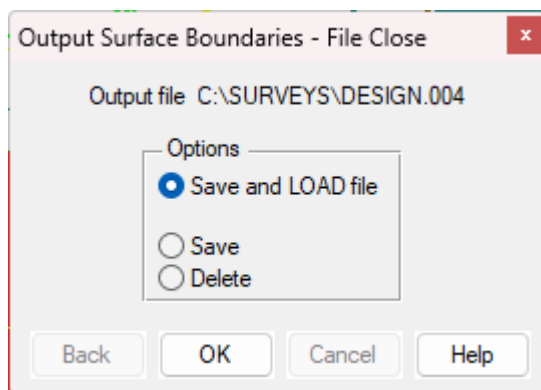 Output Surface Boundaries - File Close x
Output file C:\SURVEYS\DESIGN.004
Options
Save and LOAD file
Save
Delete
Back OK Cancel Help